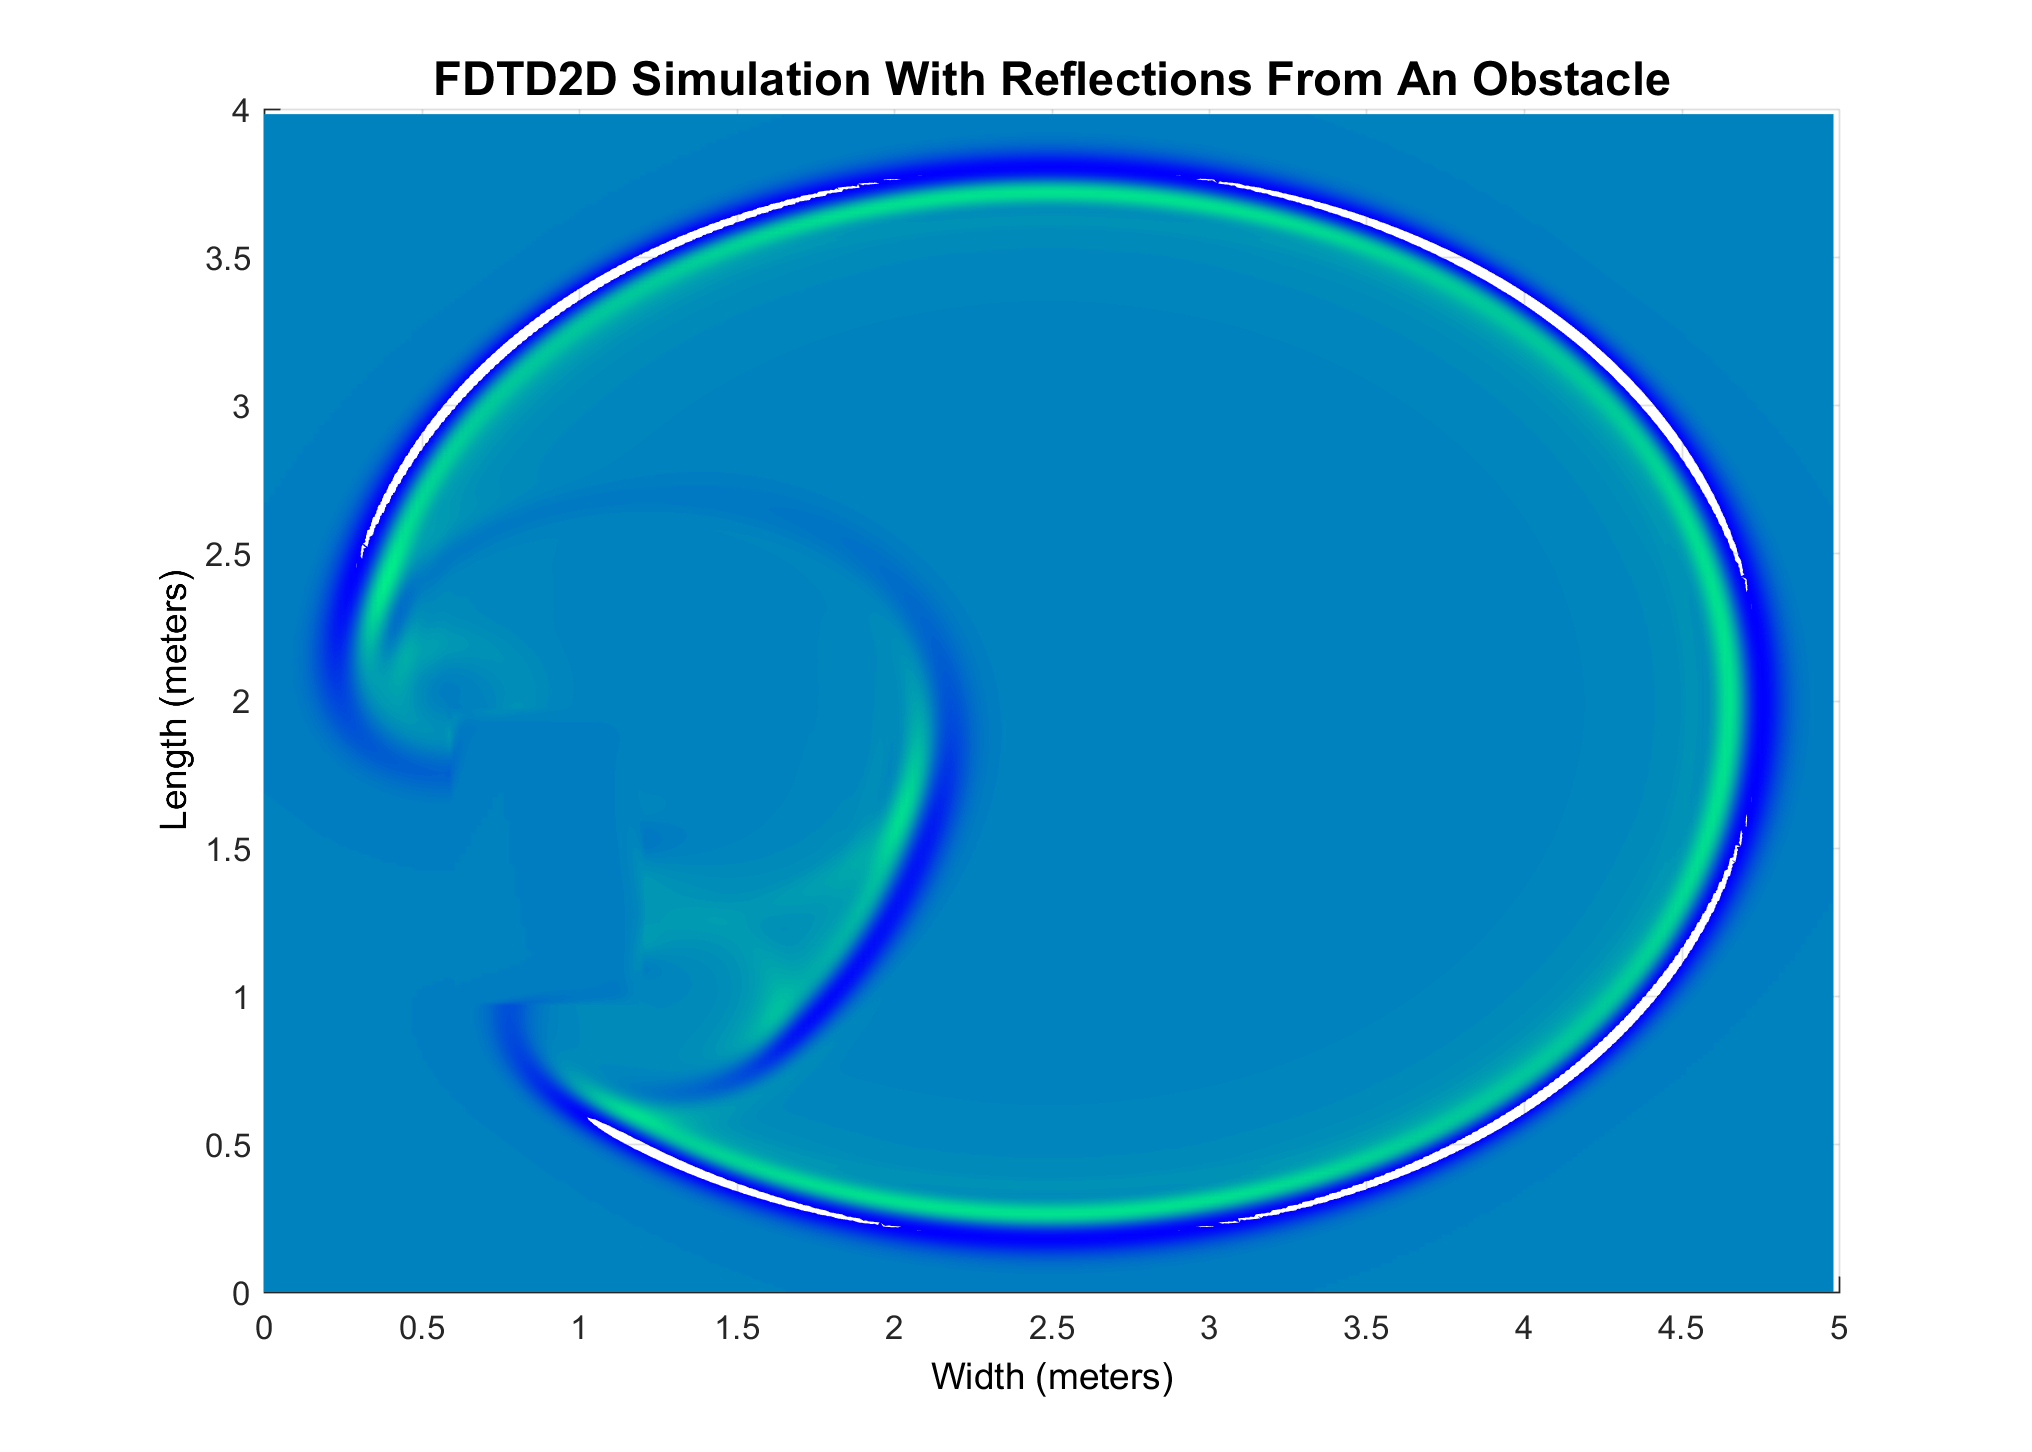 FDTD2D Simulation With Reflections From An Obstacle
4
3.5
3
2.5
2
1.5
1
0.5
0
Length (meters)
0 0.5 1 1.5 2 2.5 3 3.5 4 4.5 5
Width (meters)